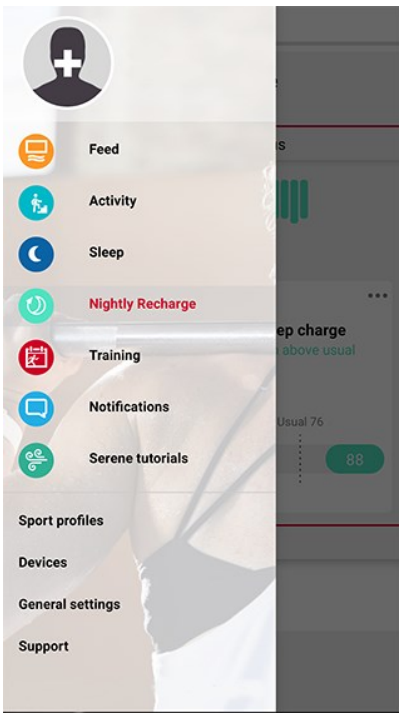 Feed
Activity
Sleep
Nightly Recharge
Training
Notifications
Serene tutorials
Sport profiles
Devices
General settings
Support
ep charge
above usual
Usual 76
88